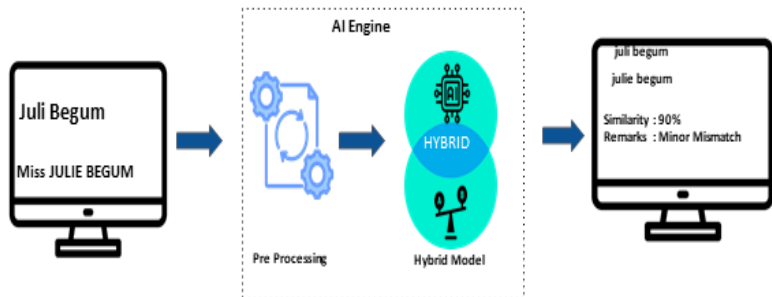 Juli Begum
Miss JULIE BEGUM
AI Engine
Pre Processing
AI
HYBRID
Hybrid Model
juli begum
julie begum
Similarity : 90%
Remarks : Minor Mismatch